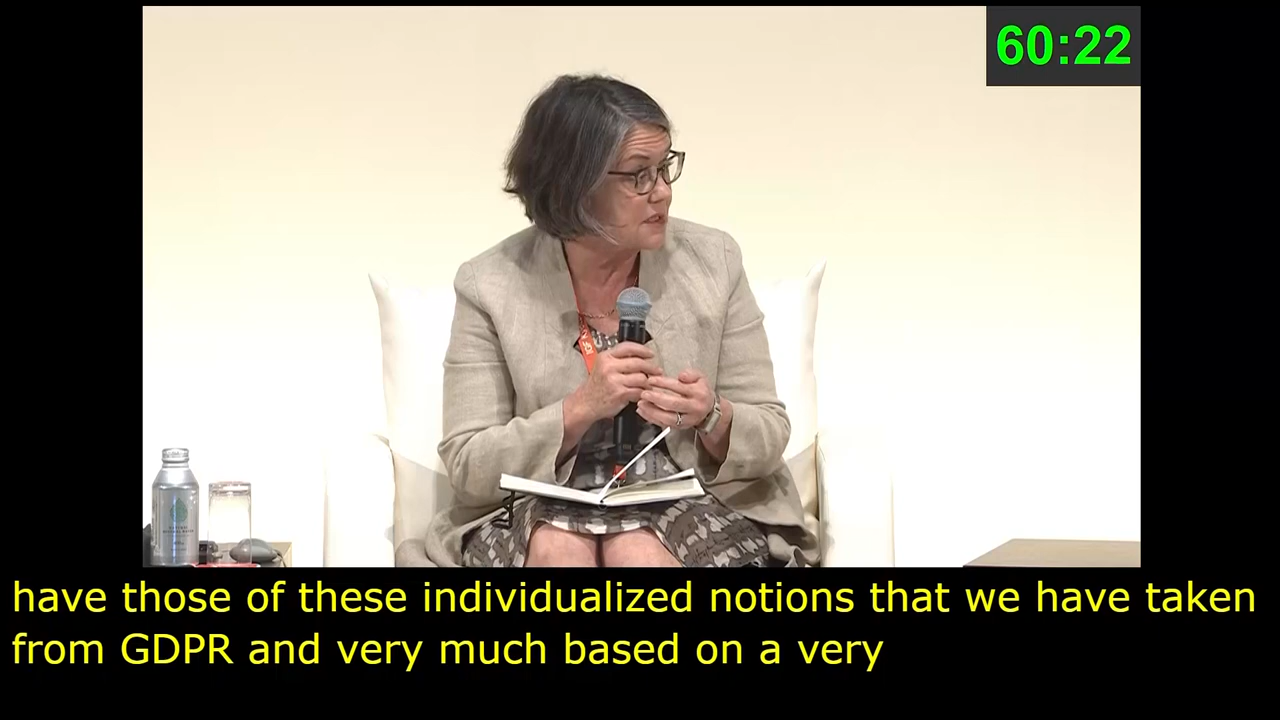 60:22
have those of these individualized notions that we have taken
from GDPR and very much based on a very